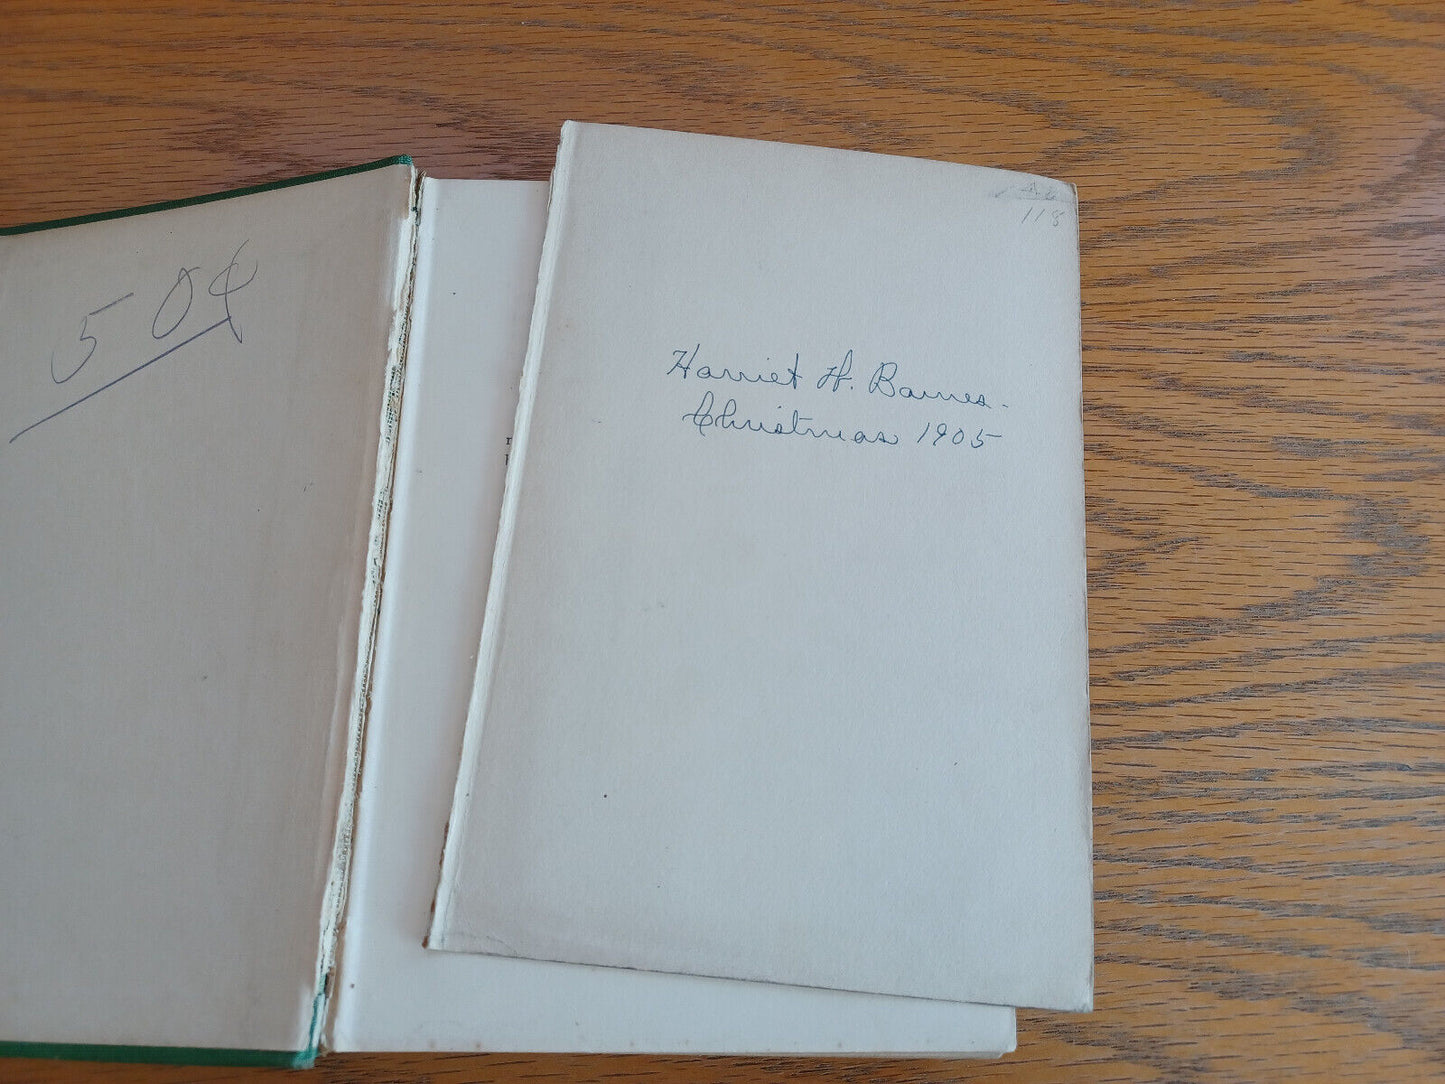 50¢
118
Harriet H. Barnes.
Christmas 1905